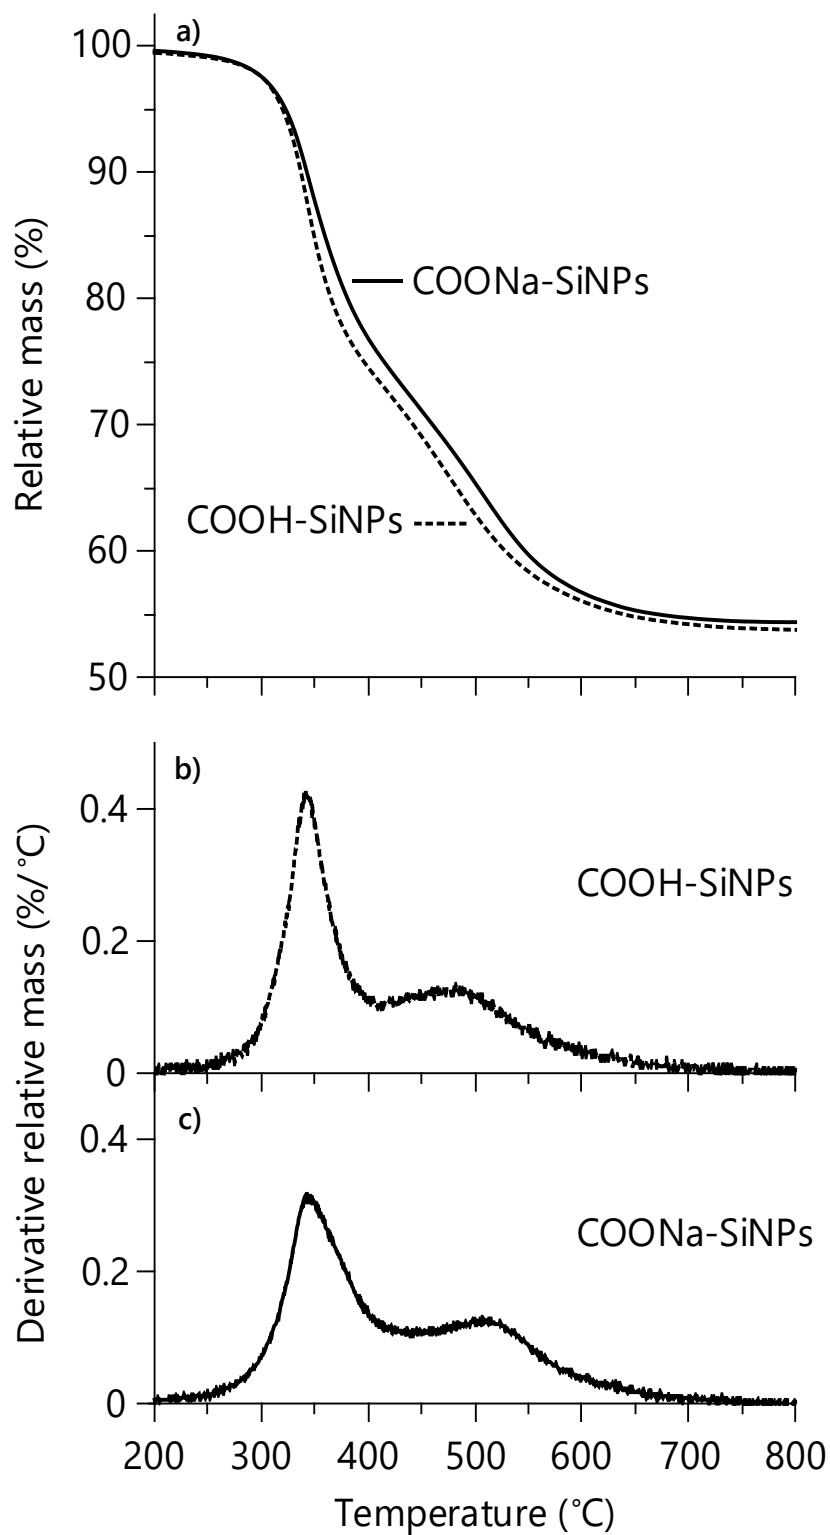 a)
100
90
80
70
60
50
Relative mass (%)
COONa-SiNPs
COOH-SiNPs
b)
0.4
0.2
0
COOH-SiNPs
Derivative relative mass (%/°C)
c)
0.4
0.2
0
COONa-SiNPs
200 300 400 500 600 700 800
Temperature (°C)